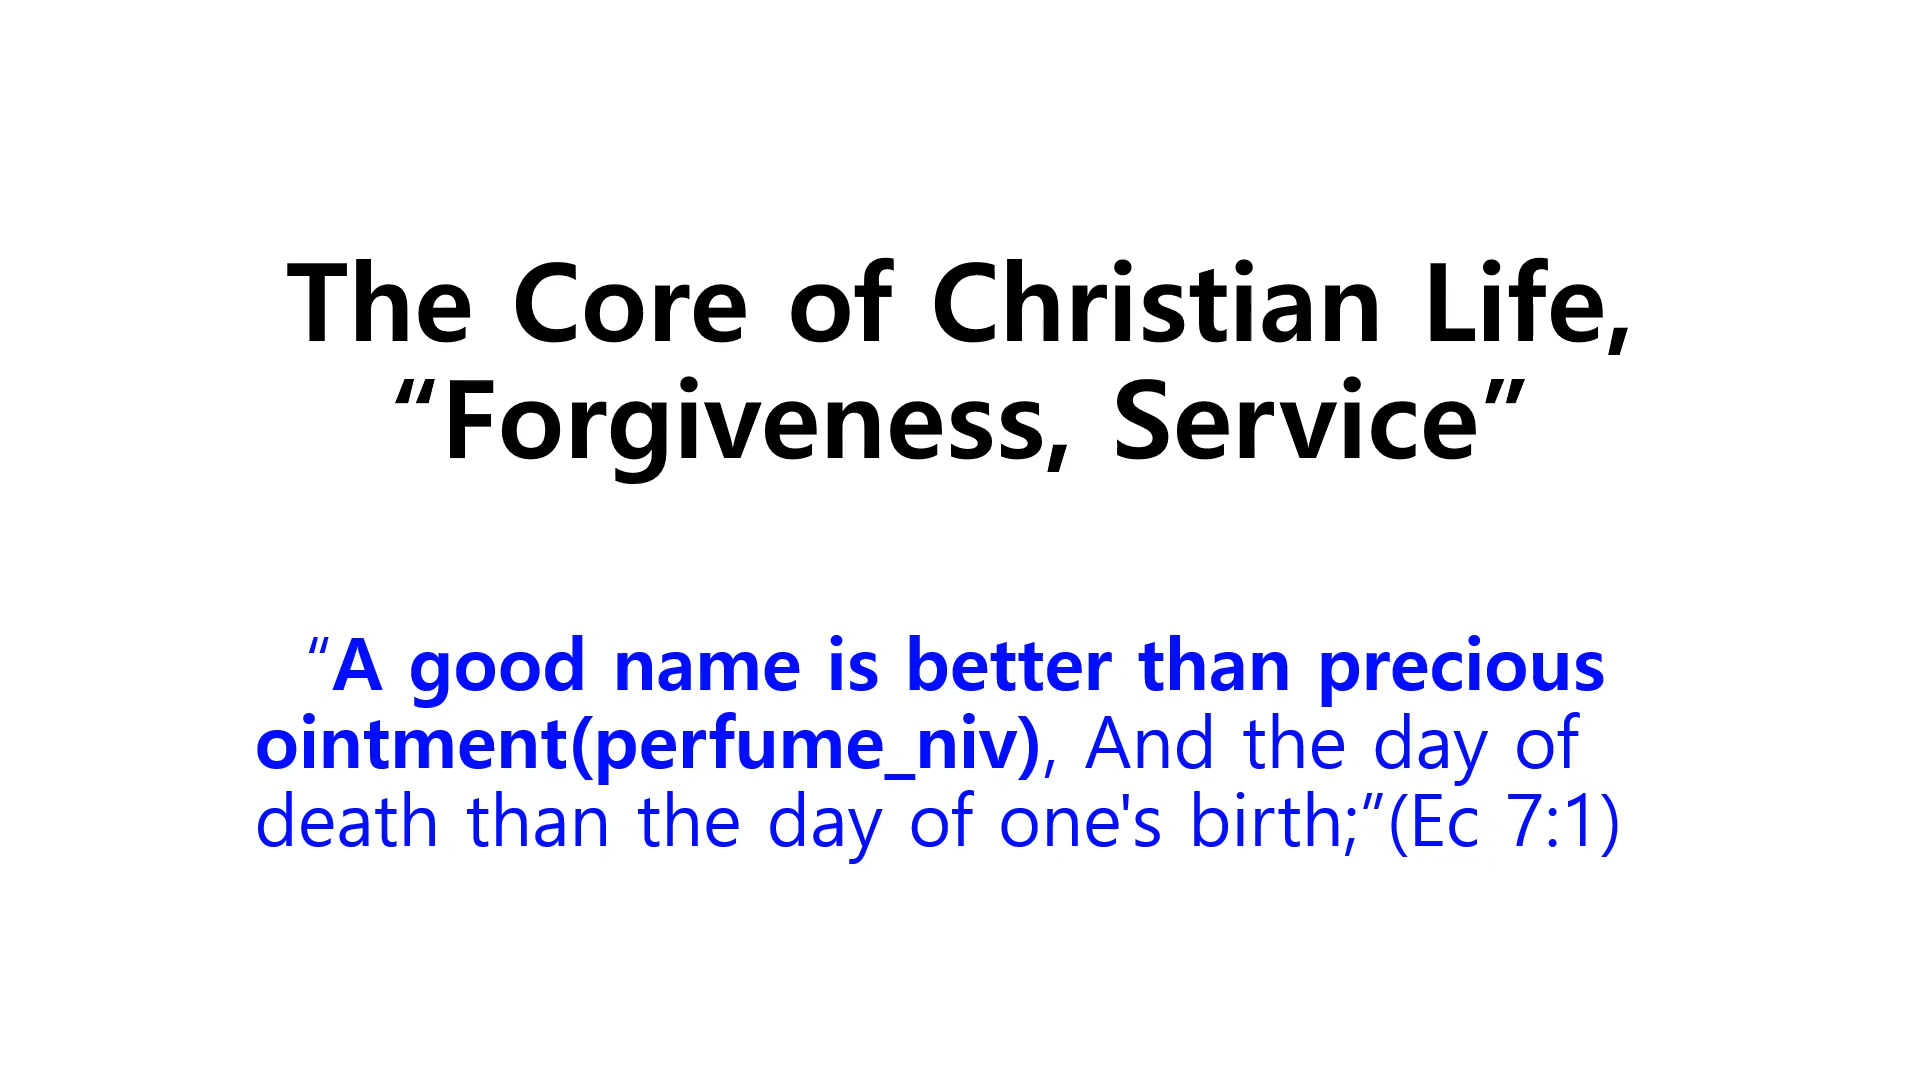 The Core of Christian Life,
“Forgiveness, Service”
“A good name is better than precious
ointment(perfume_niv), And the day of
death than the day of one's birth;”(Ec 7:1)